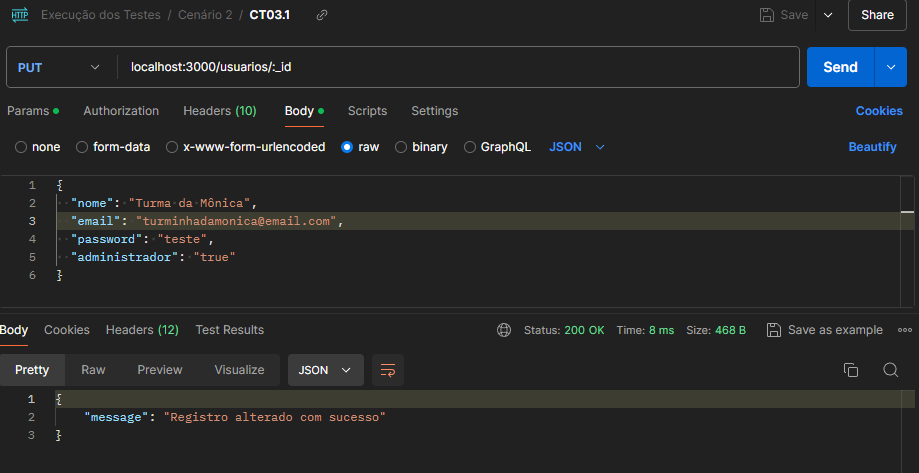 HTTP Execução dos Testes / Cenário 2 / CT03.1 Save Share
PUT localhost:3000/usuarios/:_id Send
Params Authorization Headers (10) Body Scripts Settings Cookies
none form-data x-www-form-urlencoded raw binary GraphQL JSON Beautify
1 {
2 "nome": "Turma da Mônica",
3 "email": "turminhadamonica@email.com",
4 "password": "teste",
5 "administrador": "true"
6 }
Body Cookies Headers (12) Test Results Status: 200 OK Time: 8 ms Size: 468 B Save as example
Pretty Raw Preview Visualize JSON
1 {
2 "message": "Registro alterado com sucesso"
3 }